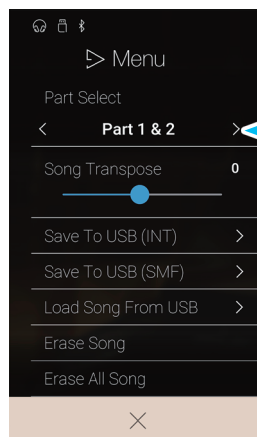 Menu
Part Select
< Part 1 & 2 >
Song Transpose 0
Save To USB (INT) >
Save To USB (SMF) >
Load Song From USB >
Erase Song
Erase All Song